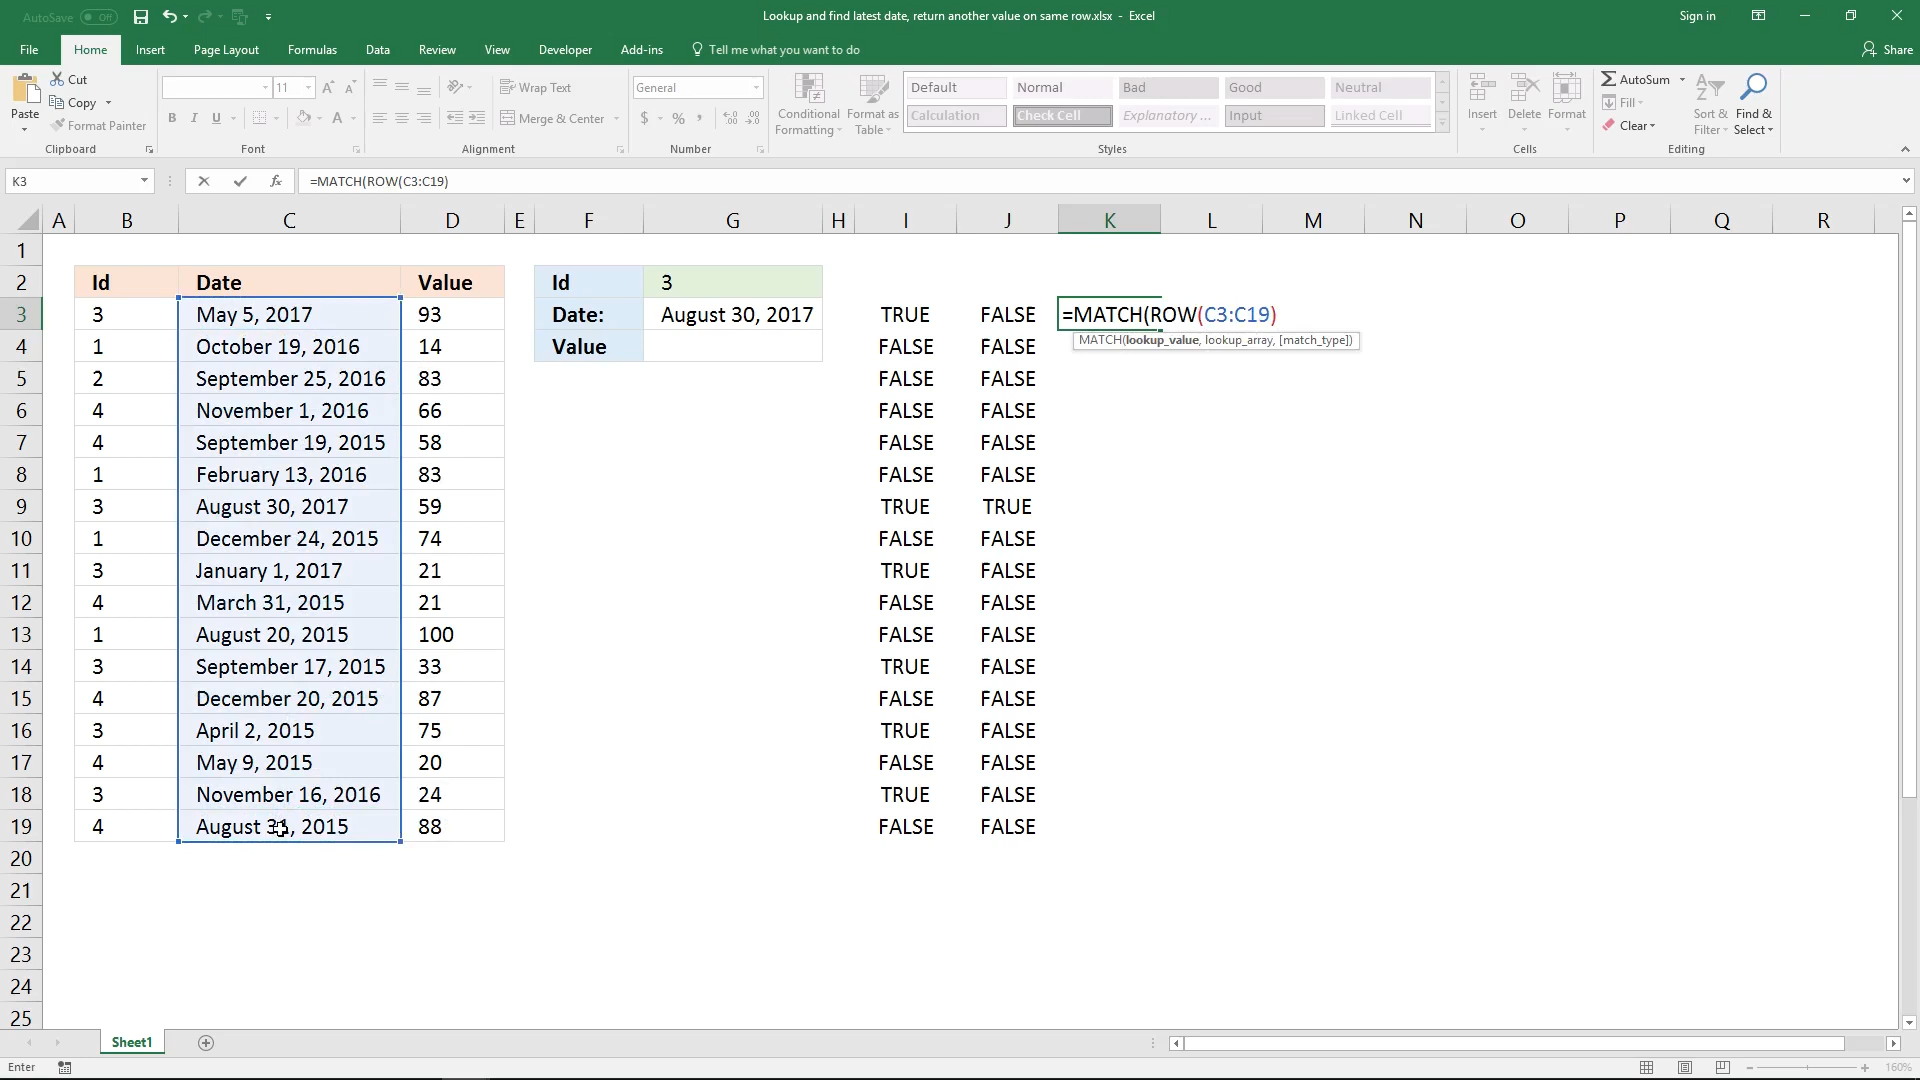 AutoSave Off Lookup and find latest date, return another value on same row.xlsx - Excel Sign in
File Home Insert Page Layout Formulas Data Review View Developer Add-ins Tell me what you want to do Share
Cut
Copy
Format Painter
Paste
Clipboard
11
B I U A
Font
Wrap Text
Merge & Center
Alignment
General
$ % ,
Number
Conditional Formatting
Format as Table
Default Normal Bad Good Neutral
Calculation Check Cell Explanatory ... Input Linked Cell
Styles
Insert Delete Format
Cells
AutoSum
Fill
Clear
Sort & Filter
Find & Select
Editing
K3 fx =MATCH(ROW(C3:C19)
A B C D E F G H I J K L M N O P Q R
1
2 Id Date Value Id 3
3 3 May 5, 2017 93 Date: August 30, 2017 TRUE FALSE =MATCH(ROW(C3:C19)
MATCH(lookup_value, lookup_array, [match_type])
4 1 October 19, 2016 14 Value FALSE FALSE
5 2 September 25, 2016 83 FALSE FALSE
6 4 November 1, 2016 66 FALSE FALSE
7 4 September 19, 2015 58 FALSE FALSE
8 1 February 13, 2016 83 FALSE FALSE
9 3 August 30, 2017 59 TRUE TRUE
10 1 December 24, 2015 74 FALSE FALSE
11 3 January 1, 2017 21 TRUE FALSE
12 4 March 31, 2015 21 FALSE FALSE
13 1 August 20, 2015 100 FALSE FALSE
14 3 September 17, 2015 33 TRUE FALSE
15 4 December 20, 2015 87 FALSE FALSE
16 3 April 2, 2015 75 TRUE FALSE
17 4 May 9, 2015 20 FALSE FALSE
18 3 November 16, 2016 24 TRUE FALSE
19 4 August 31, 2015 88 FALSE FALSE
20
21
22
23
24
25
Sheet1
Enter 160%